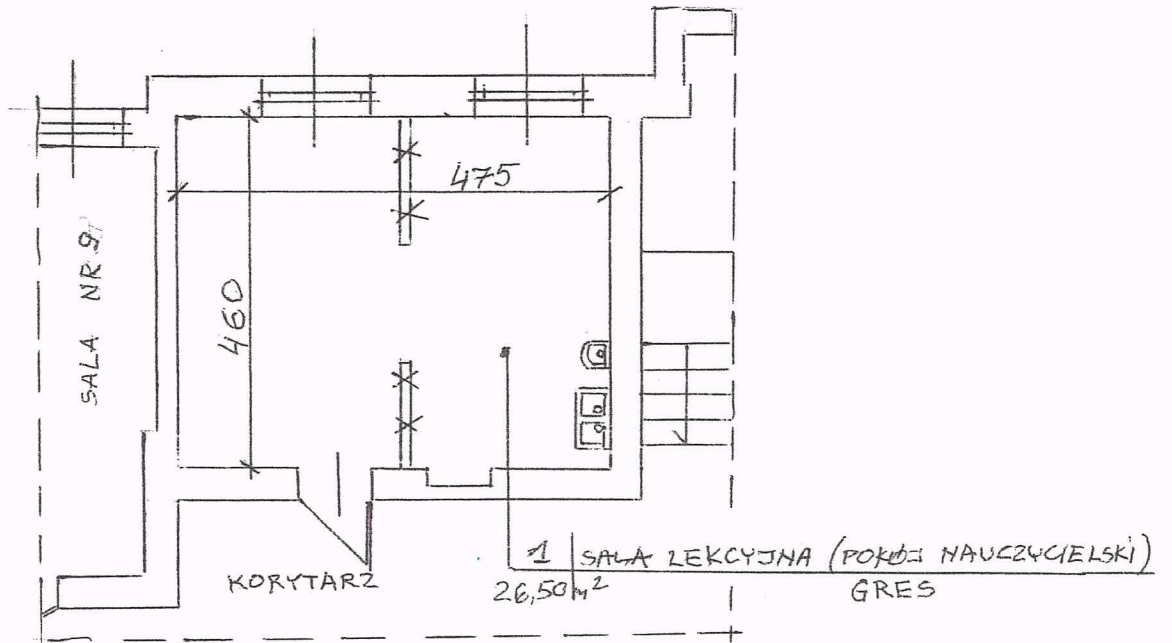 475
460
SALA NR 9
KORYTARZ
1 SALA LEKCYJNA (POKÓJ NAUCZYCIELSKI)
26,50 m² GRES